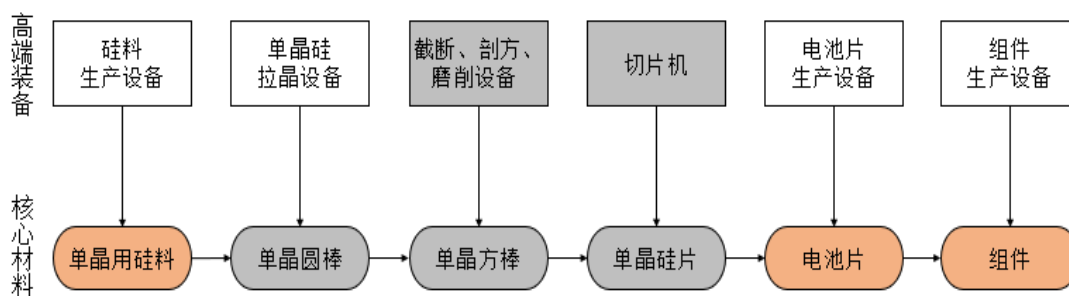 高端装备
硅料
生产设备
单晶硅
拉晶设备
截断、剖方、
磨削设备
切片机
电池片
生产设备
组件
生产设备
核心材料
单晶用硅料
单晶圆棒
单晶方棒
单晶硅片
电池片
组件